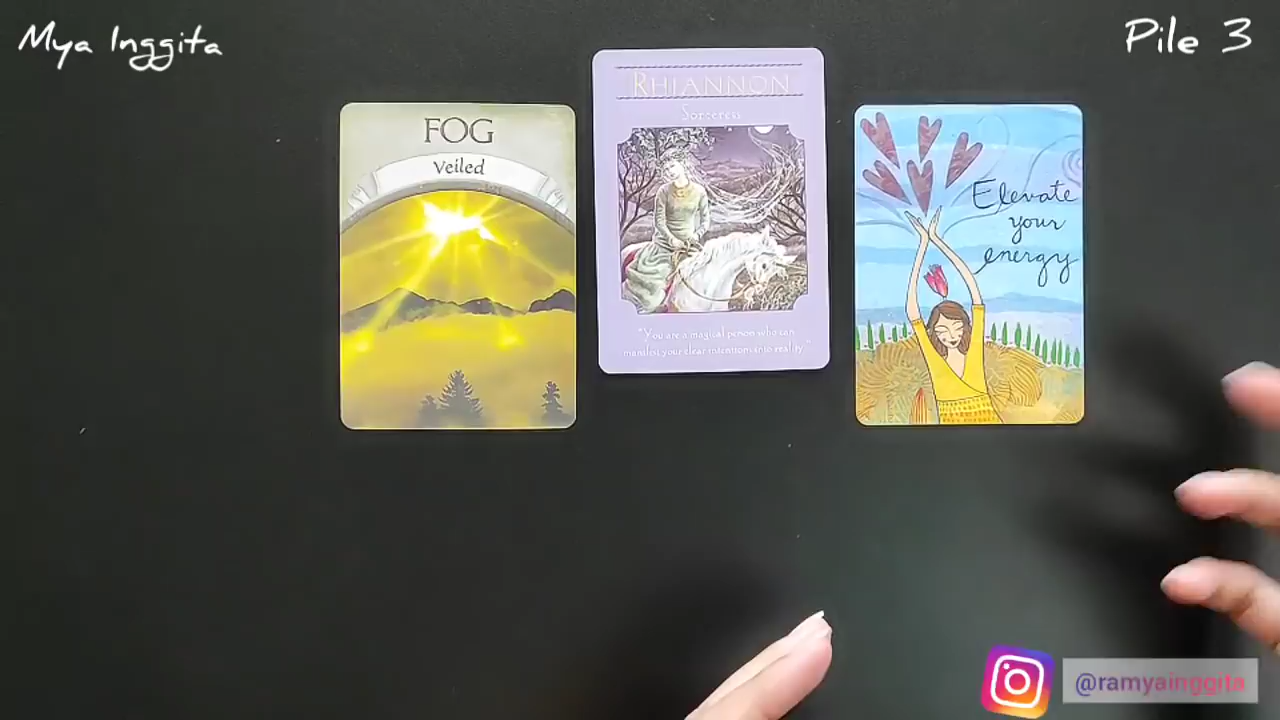 Mya Inggita
Pile 3
FOG
Veiled
RHIANNON
Sorceress
"You are a magical person who can
manifest your clear intentions into reality."
Elevate
your
energy
@ramyainggita